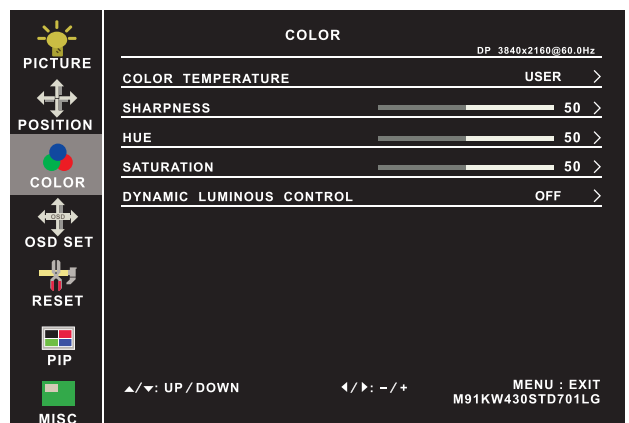 PICTURE
POSITION
COLOR
OSD
OSD SET
RESET
PIP
MISC
COLOR
DP 3840x2160@60.0Hz
COLOR TEMPERATURE USER >
SHARPNESS 50 >
HUE 50 >
SATURATION 50 >
DYNAMIC LUMINOUS CONTROL OFF >
▲/▼: UP / DOWN ◀/▶: – / + MENU : EXIT
M91KW430STD701LG